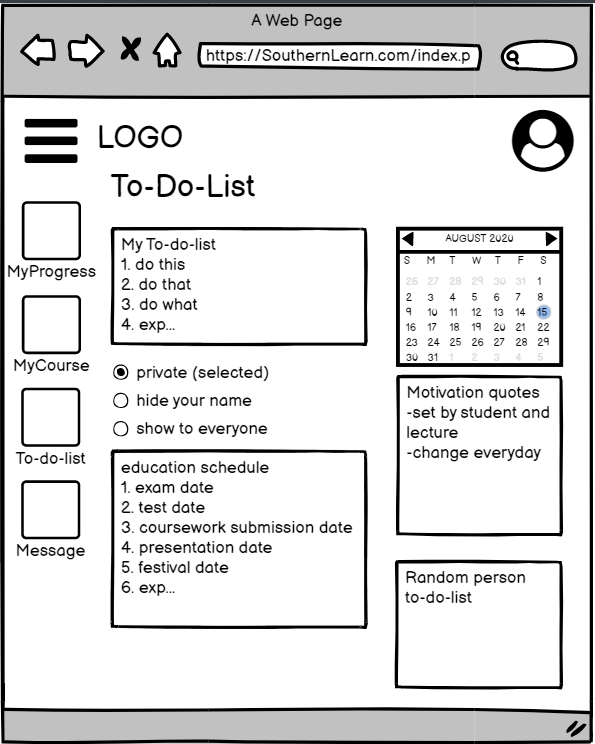 A Web Page
https://SouthernLearn.com/index.p
LOGO
To-Do-List
MyProgress
MyCourse
To-do-list
Message
My To-do-list
1. do this
2. do that
3. do what
4. exp...
private (selected)
hide your name
show to everyone
education schedule
1. exam date
2. test date
3. coursework submission date
4. presentation date
5. festival date
6. exp...
AUGUST 2020
S M T W T F S
26 27 28 29 30 31 1
2 3 4 5 6 7 8
9 10 11 12 13 14 15
16 17 18 19 20 21 22
23 24 25 26 27 28 29
30 31 1 2 3 4 5
Motivation quotes
-set by student and
lecture
-change everyday
Random person
to-do-list